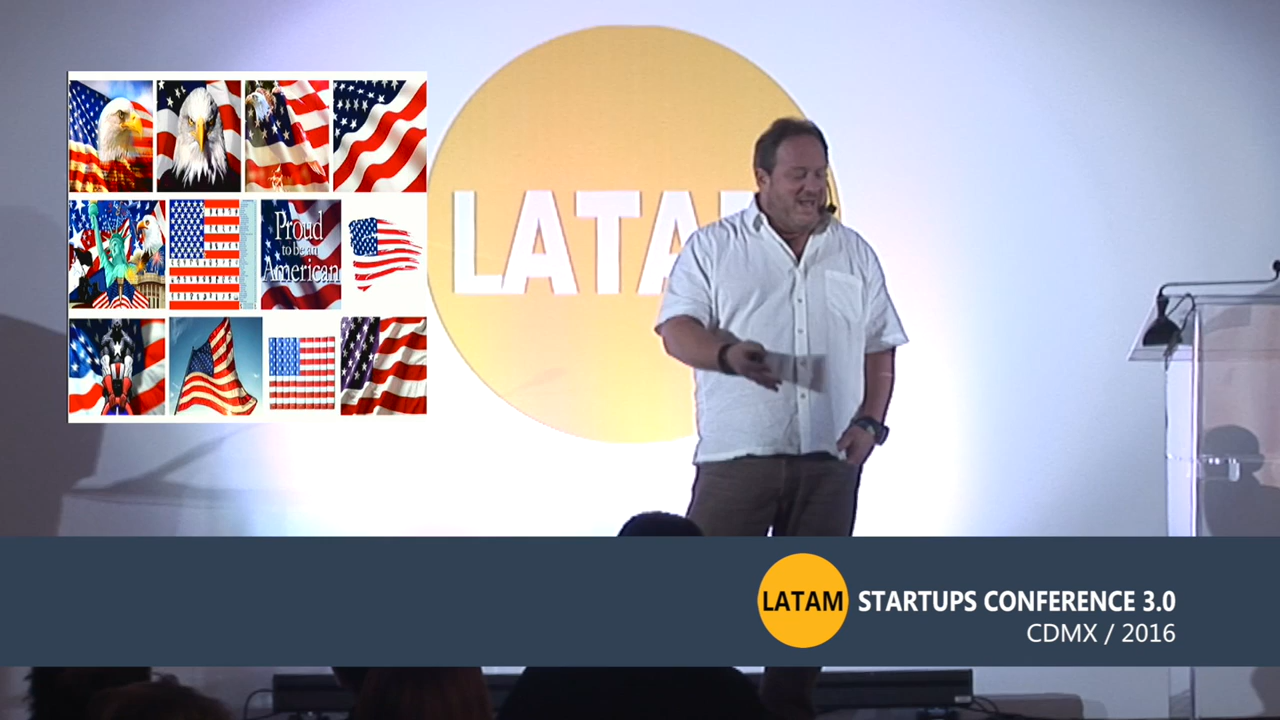 Proud
to be an
American
LATAM
LATAM
STARTUPS CONFERENCE 3.0
CDMX / 2016